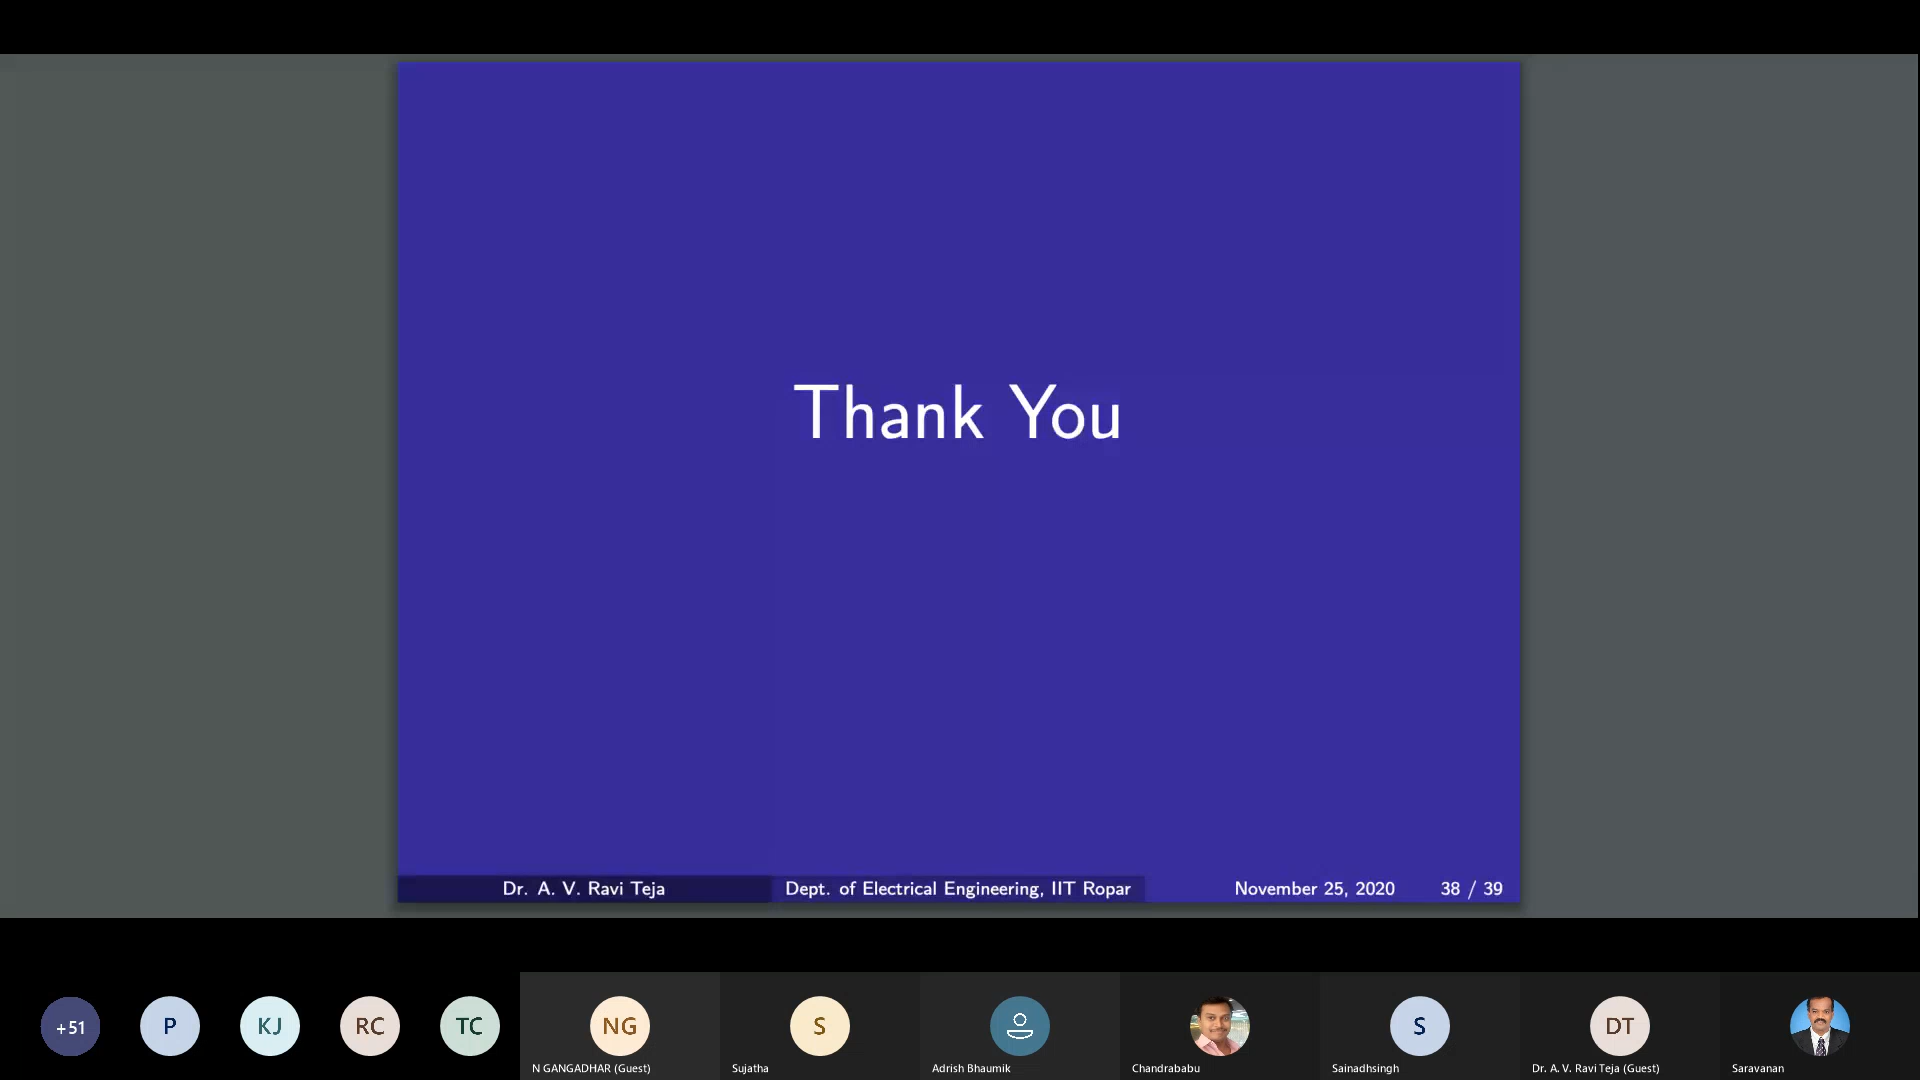 Thank You
Dr. A. V. Ravi Teja Dept. of Electrical Engineering, IIT Ropar November 25, 2020 38 / 39
+51 P KJ RC TC NG S S DT
N GANGADHAR (Guest) Sujatha Adrish Bhaumik Chandrababu Sainadhsingh Dr. A. V. Ravi Teja (Guest) Saravanan